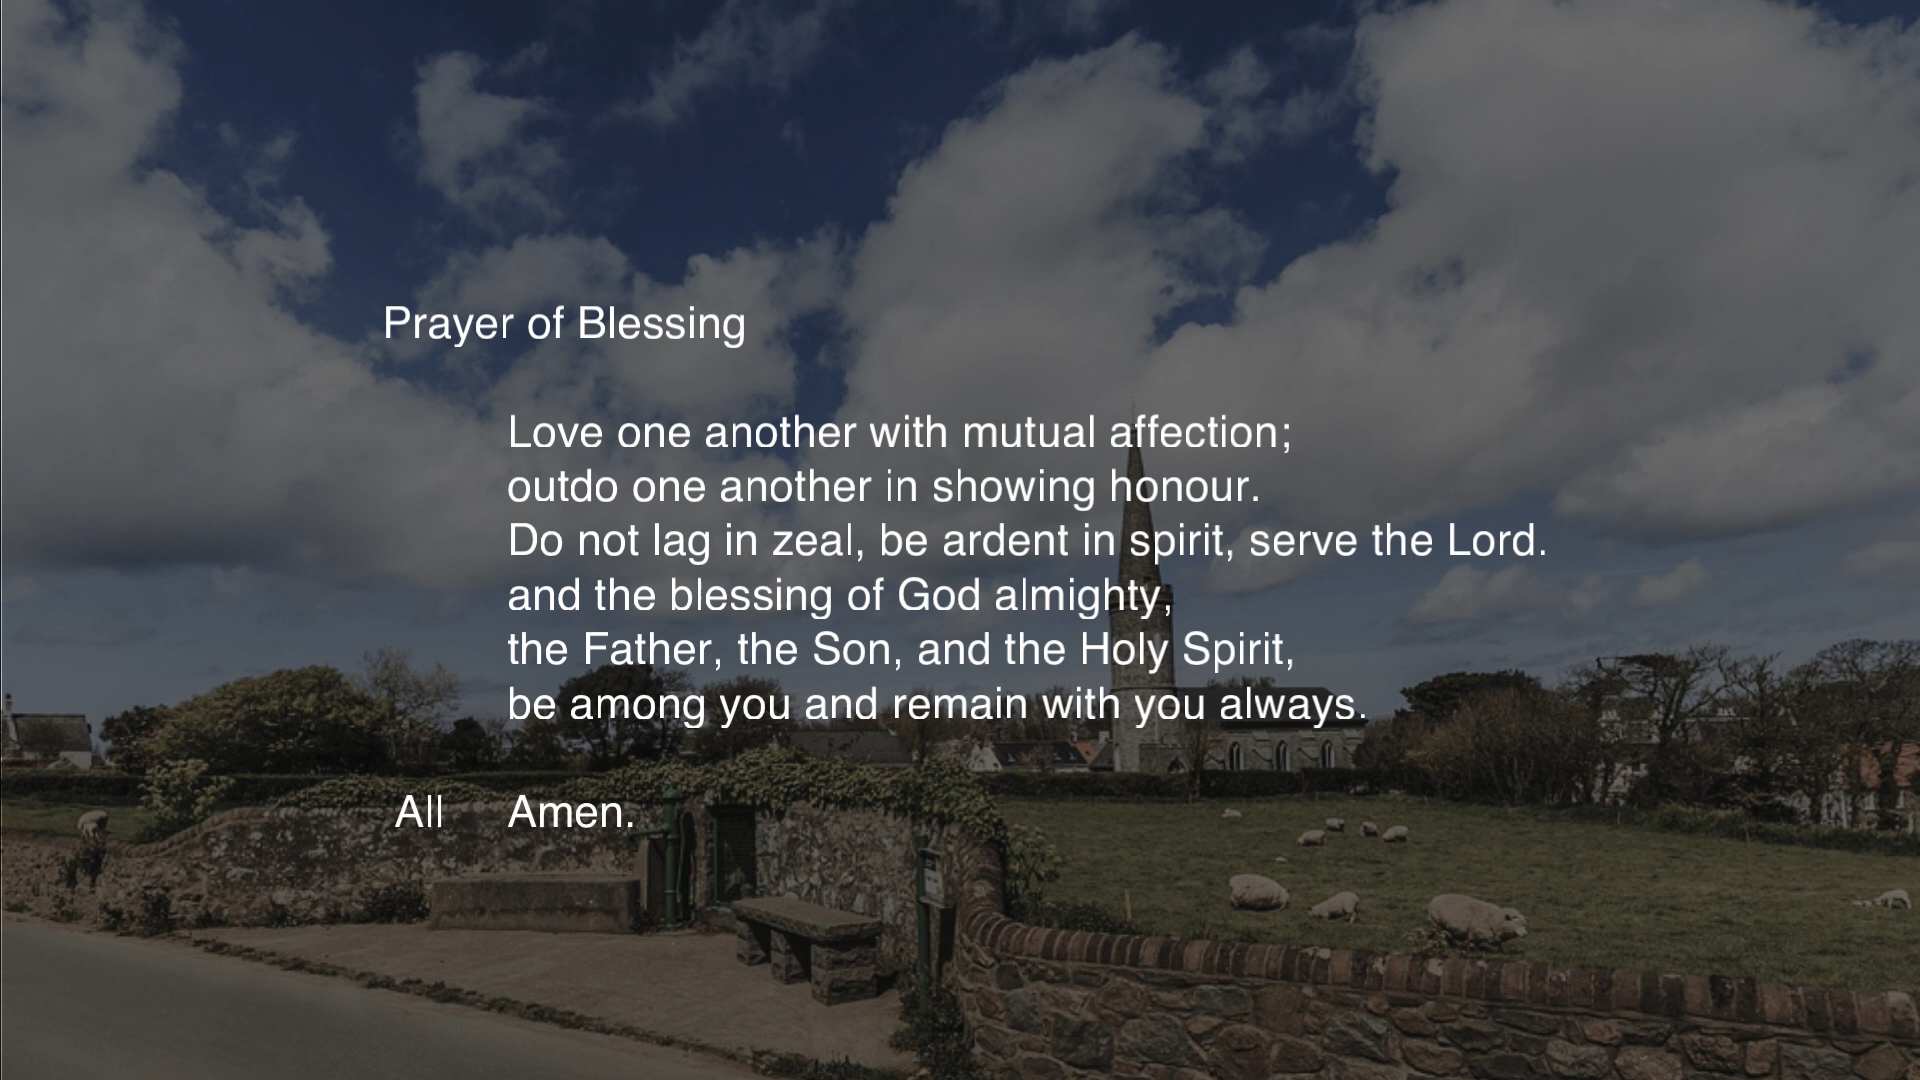 Prayer of Blessing
Love one another with mutual affection;
outdo one another in showing honour.
Do not lag in zeal, be ardent in spirit, serve the Lord.
and the blessing of God almighty,
the Father, the Son, and the Holy Spirit,
be among you and remain with you always.
All Amen.